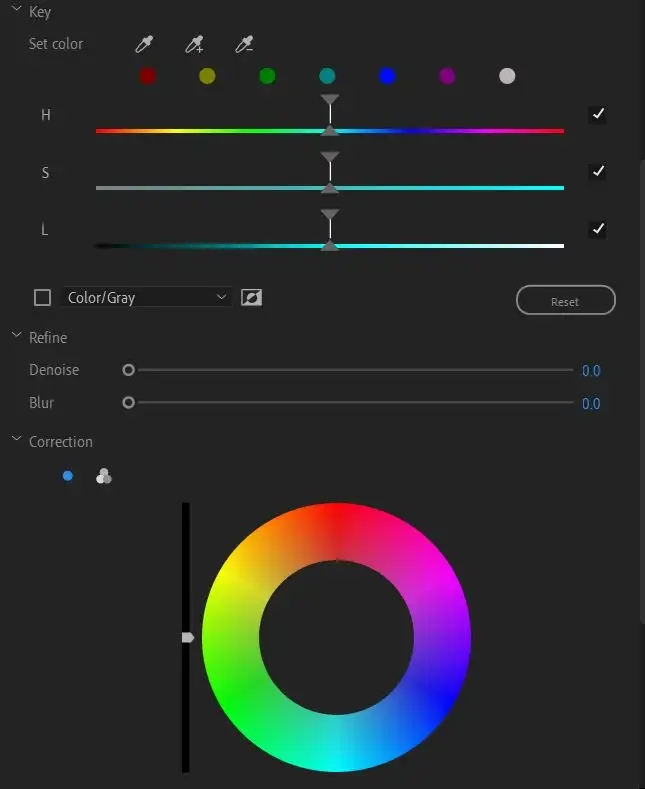 Key
Set color
H
S
L
Color/Gray
Reset
Refine
Denoise 0.0
Blur 0.0
Correction